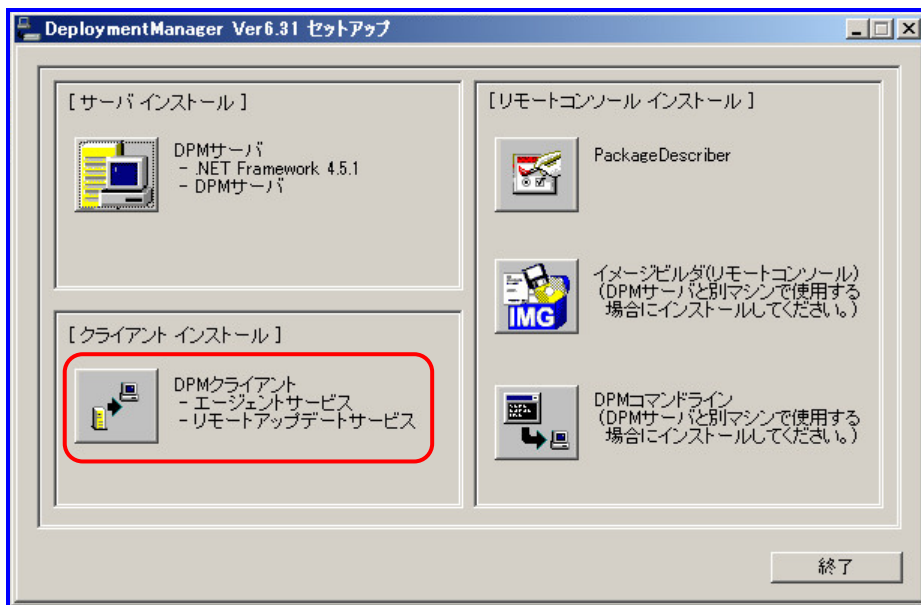 DeploymentManager Ver6.31 セットアップ
[サーバ インストール]
DPMサーバ
- .NET Framework 4.5.1
- DPMサーバ
[クライアント インストール]
DPMクライアント
- エージェントサービス
- リモートアップデートサービス
[リモートコンソール インストール]
PackageDescriber
IMG
イメージビルダ(リモートコンソール)
(DPMサーバと別マシンで使用する
場合にインストールしてください。)
DPMコマンドライン
(DPMサーバと別マシンで使用する
場合にインストールしてください。)
終了